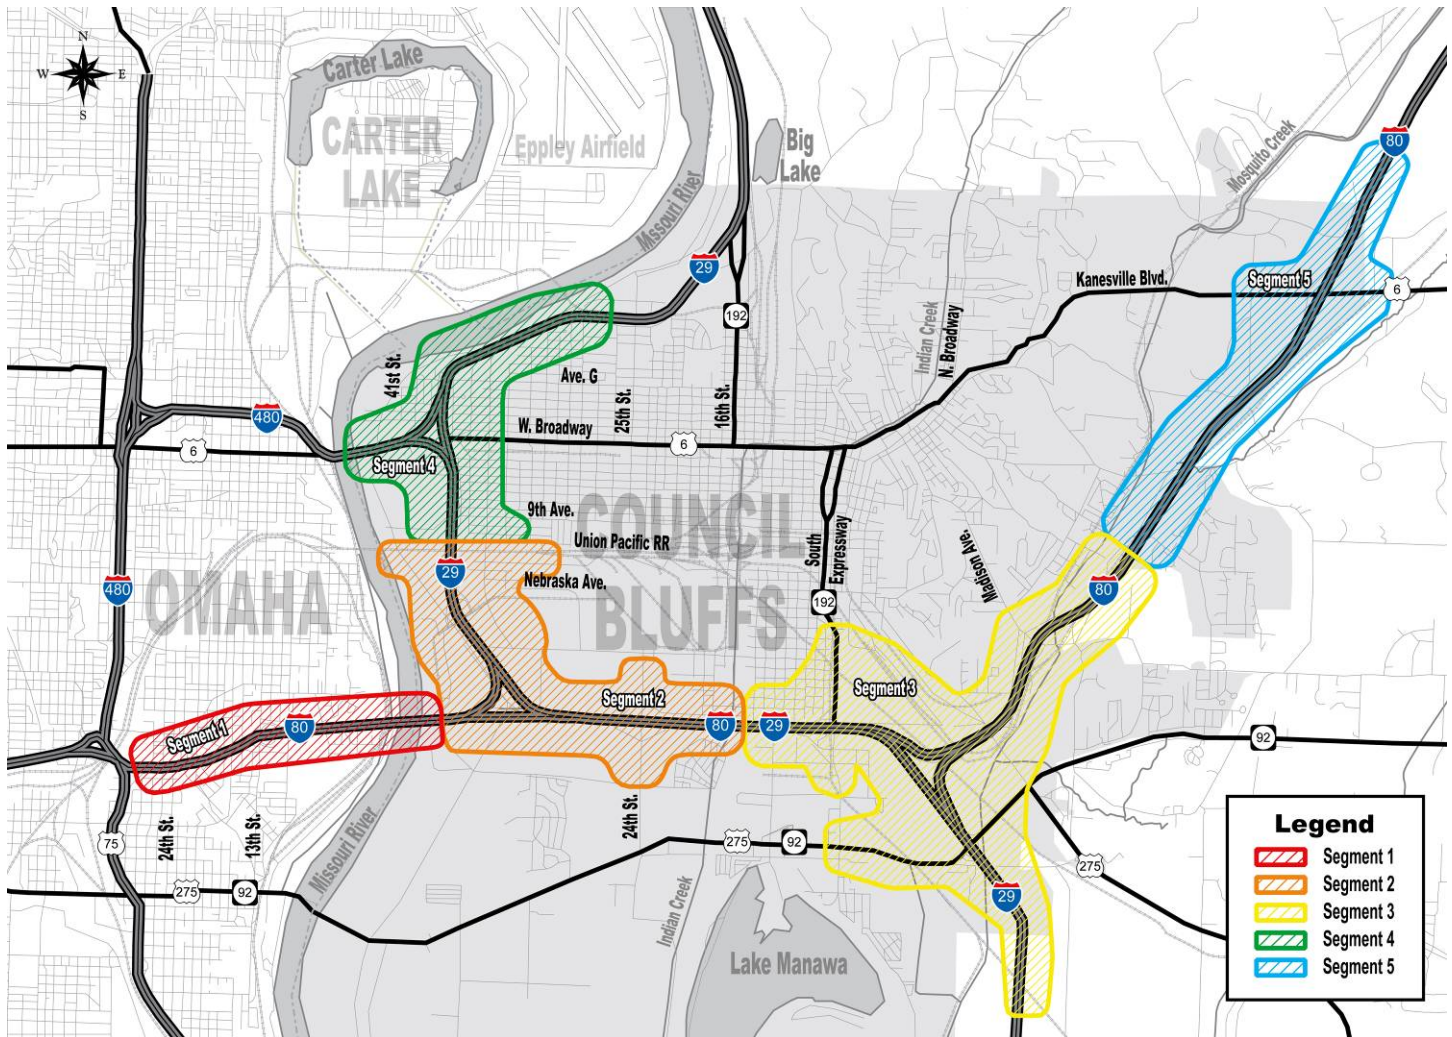 N
W
E
S
Carter Lake
CARTER
LAKE
Eppley Airfield
Big
Lake
Missouri River
Mosquito Creek
80
29
192
Kanesville Blvd.
Segment 5
6
Indian Creek
N. Broadway
41st St.
Ave. G
25th St.
16th St.
480
6
W. Broadway
6
Segment 4
9th Ave.
Union Pacific RR
COUNCIL
BLUFFS
South
Expressway
Madison Ave.
480
OMAHA
29
Nebraska Ave.
192
80
Segment 1
80
Segment 2
80
29
Segment 3
92
75
24th St.
13th St.
Missouri River
24th St.
275
92
275
275
92
Indian Creek
Lake Manawa
29
Legend
Segment 1
Segment 2
Segment 3
Segment 4
Segment 5